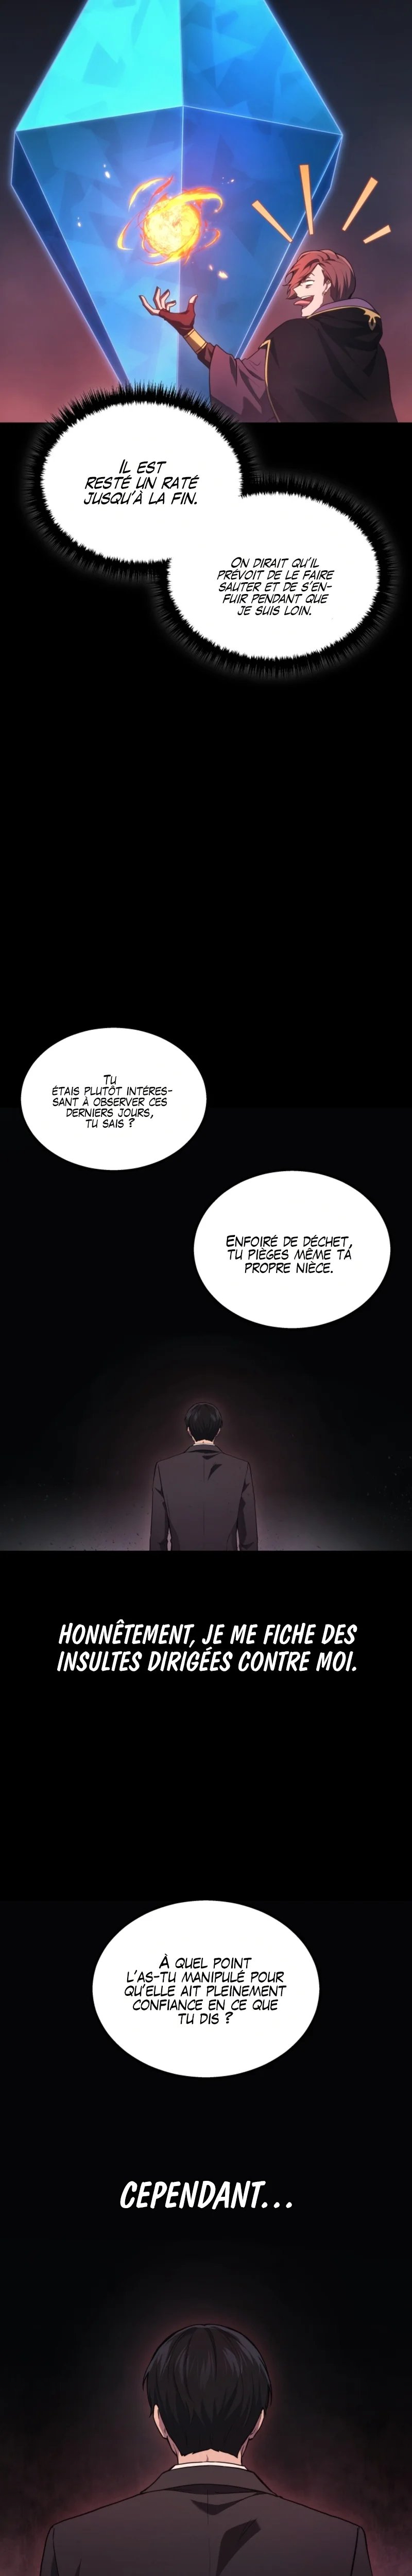 IL EST
RESTÉ UN RATÉ
JUSQU'À LA FIN.
ON DIRAIT QU'IL
PRÉVOIT DE LE FAIRE
SAUTER ET DE S'EN-
FUIR PENDANT QUE
JE SUIS LOIN.
TU
ÉTAIS PLUTÔT INTÉRES-
SANT À OBSERVER CES
DERNIERS JOURS,
TU SAIS ?
ENFOIRÉ DE DÉCHET,
TU PIÈGES MÊME TA
PROPRE NIÈCE.
HONNÊTEMENT, JE ME FICHE DES
INSULTES DIRIGÉES CONTRE MOI.
À QUEL POINT
L'AS-TU MANIPULÉ POUR
QU'ELLE AIT PLEINEMENT
CONFIANCE EN CE QUE
TU DIS ?
CEPENDANT...